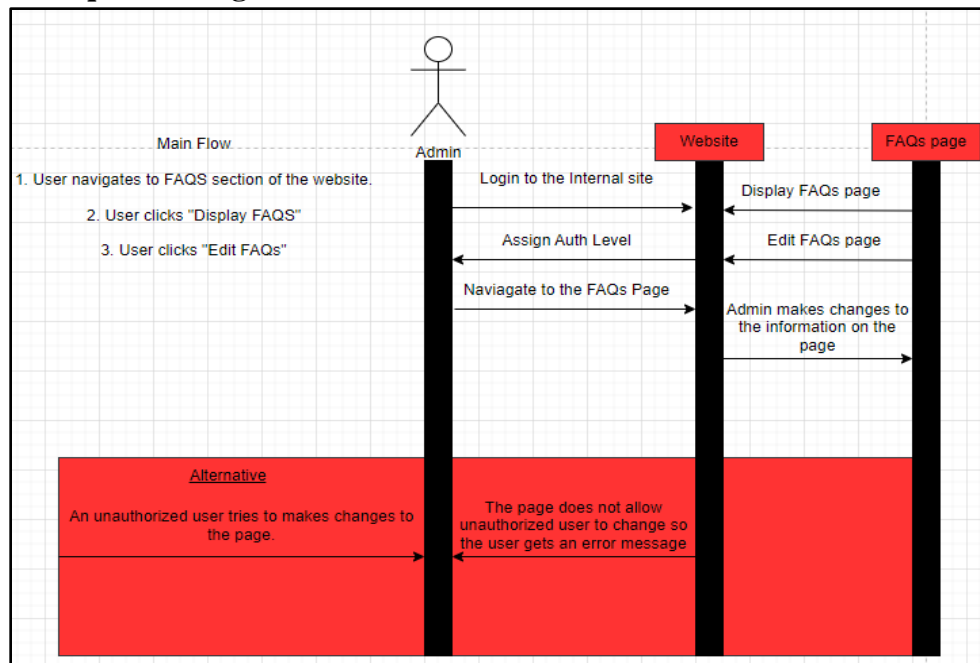 Main Flow
1. User navigates to FAQS section of the website.
2. User clicks "Display FAQS"
3. User clicks "Edit FAQs"
Admin
Website
FAQs page
Login to the Internal site
Display FAQs page
Assign Auth Level
Edit FAQs page
Naviagate to the FAQs Page
Admin makes changes to
the information on the
page
Alternative
An unauthorized user tries to makes changes to
the page.
The page does not allow
unauthorized user to change so
the user gets an error message